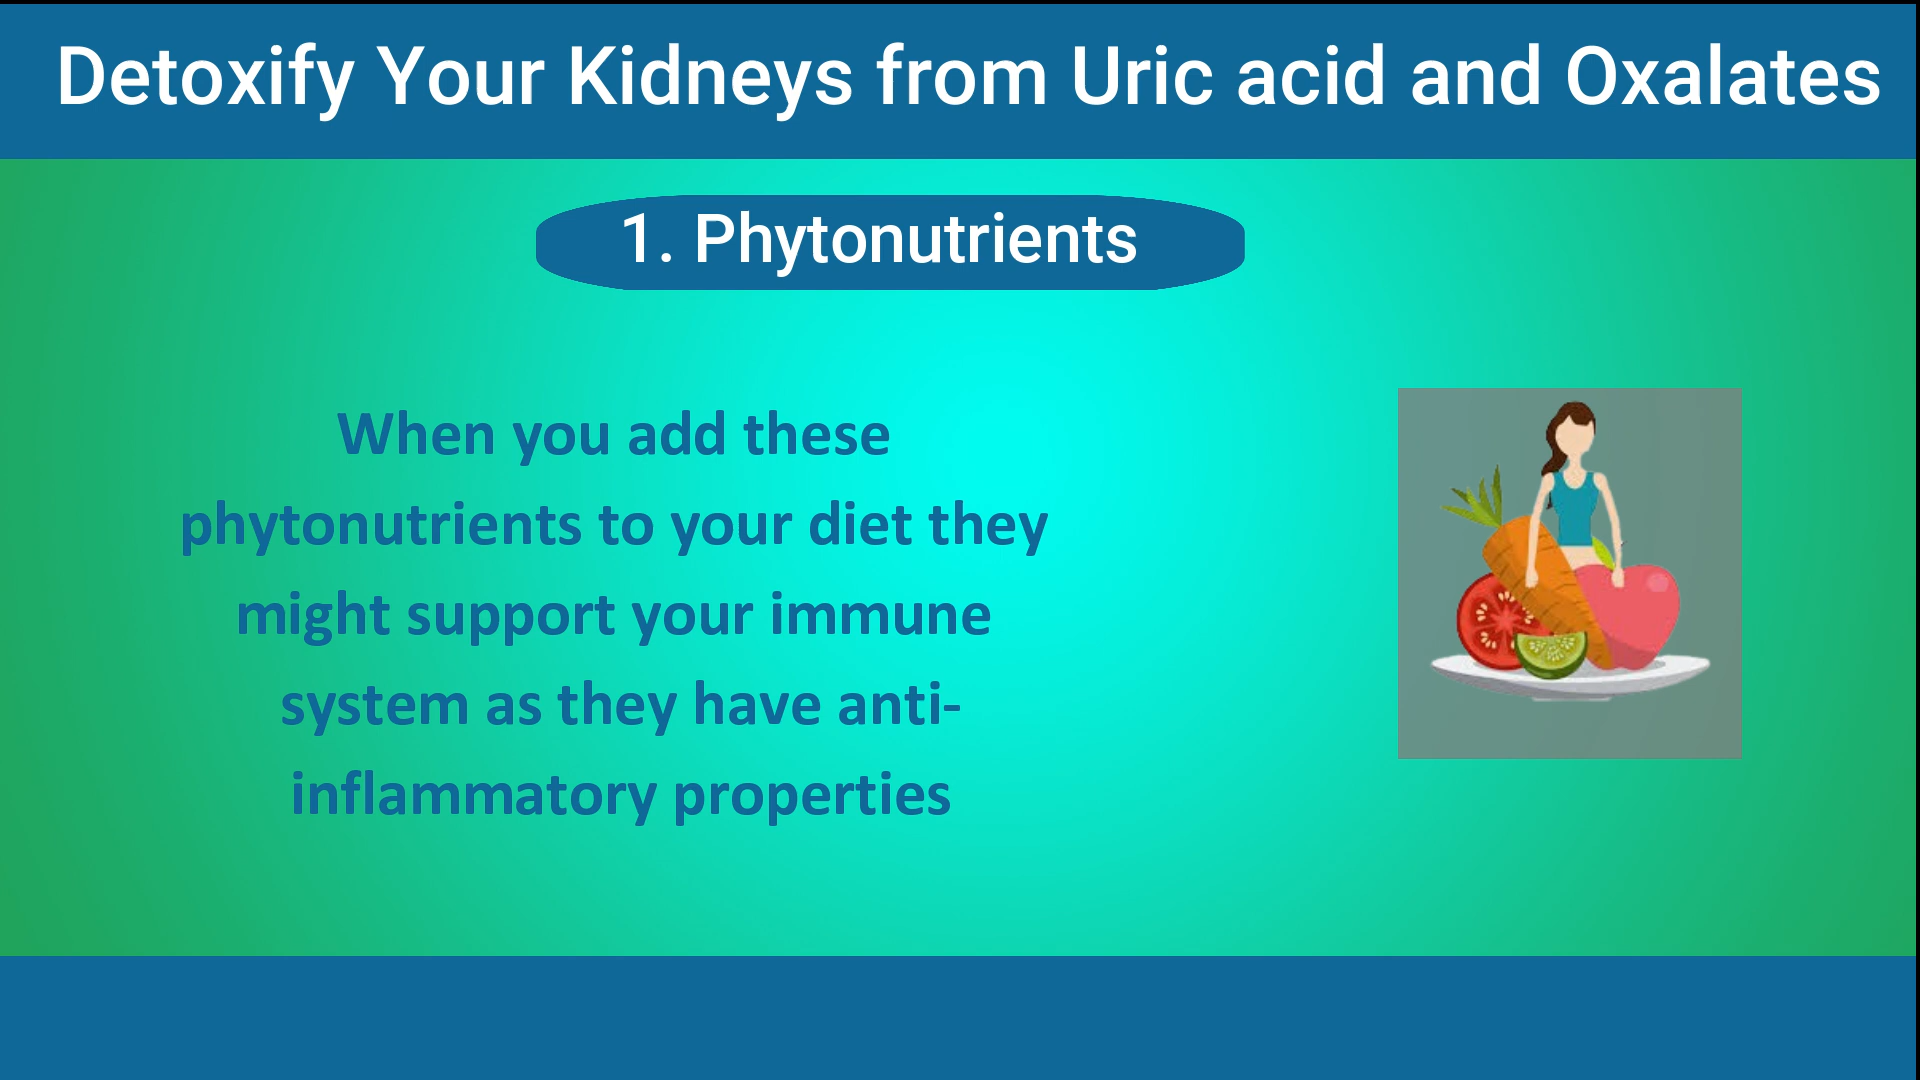 Detoxify Your Kidneys from Uric acid and Oxalates
1. Phytonutrients
When you add these
phytonutrients to your diet they
might support your immune
system as they have anti-
inflammatory properties